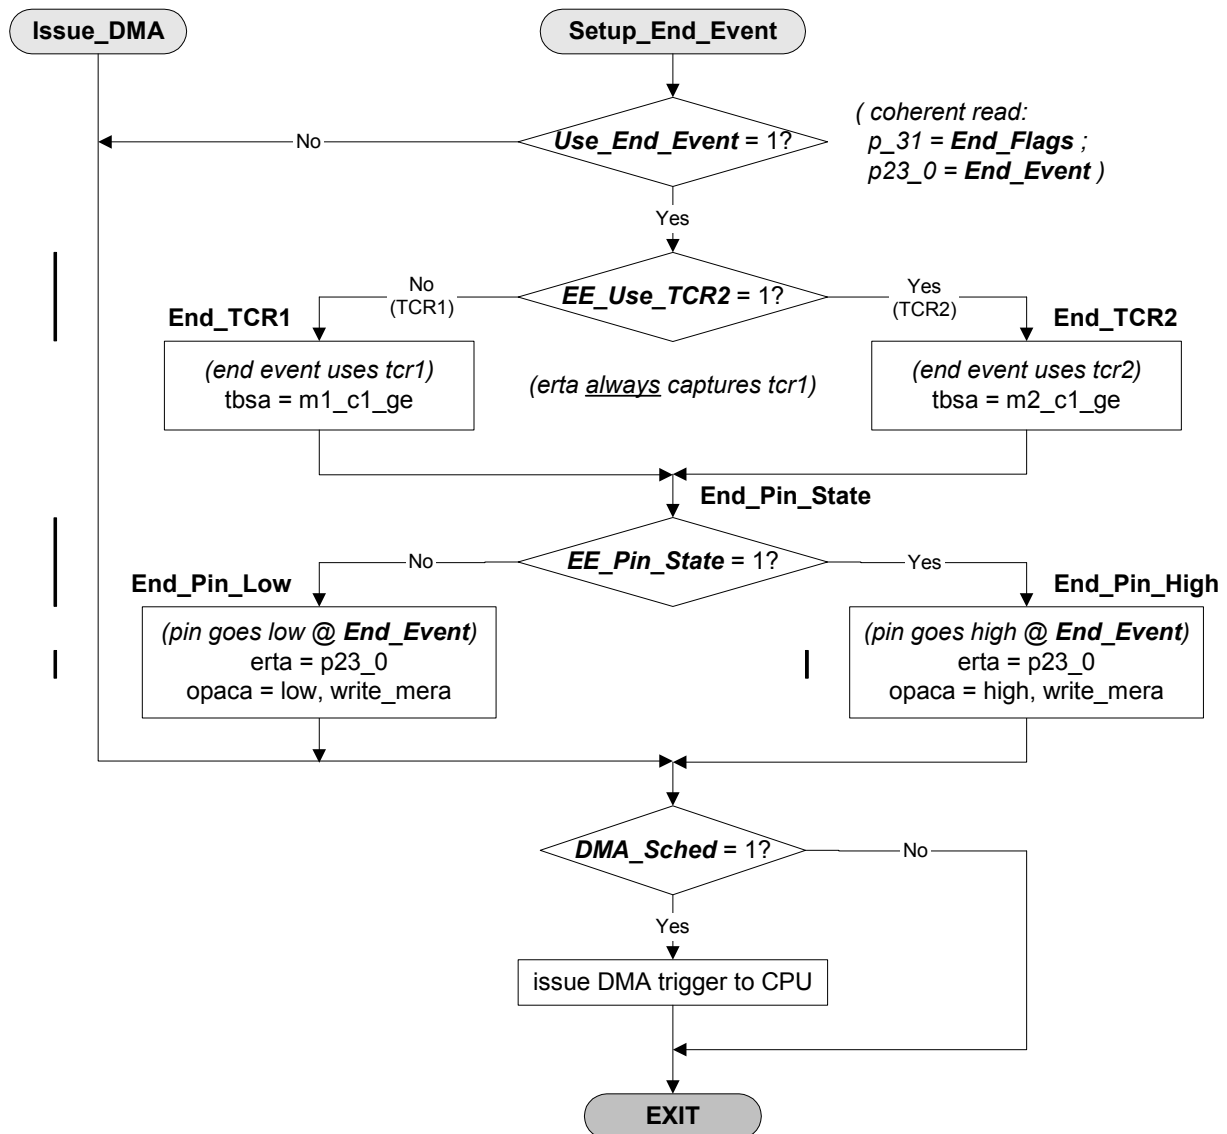 Issue_DMA
Setup_End_Event
Use_End_Event = 1?
( coherent read:
p_31 = End_Flags ;
p23_0 = End_Event )
No
Yes
EE_Use_TCR2 = 1?
No
(TCR1)
Yes
(TCR2)
End_TCR1
End_TCR2
(end event uses tcr1)
tbsa = m1_c1_ge
(erta always captures tcr1)
(end event uses tcr2)
tbsa = m2_c1_ge
End_Pin_State
EE_Pin_State = 1?
No
Yes
End_Pin_Low
End_Pin_High
(pin goes low @ End_Event)
erta = p23_0
opaca = low, write_mera
(pin goes high @ End_Event)
erta = p23_0
opaca = high, write_mera
DMA_Sched = 1?
No
Yes
issue DMA trigger to CPU
EXIT